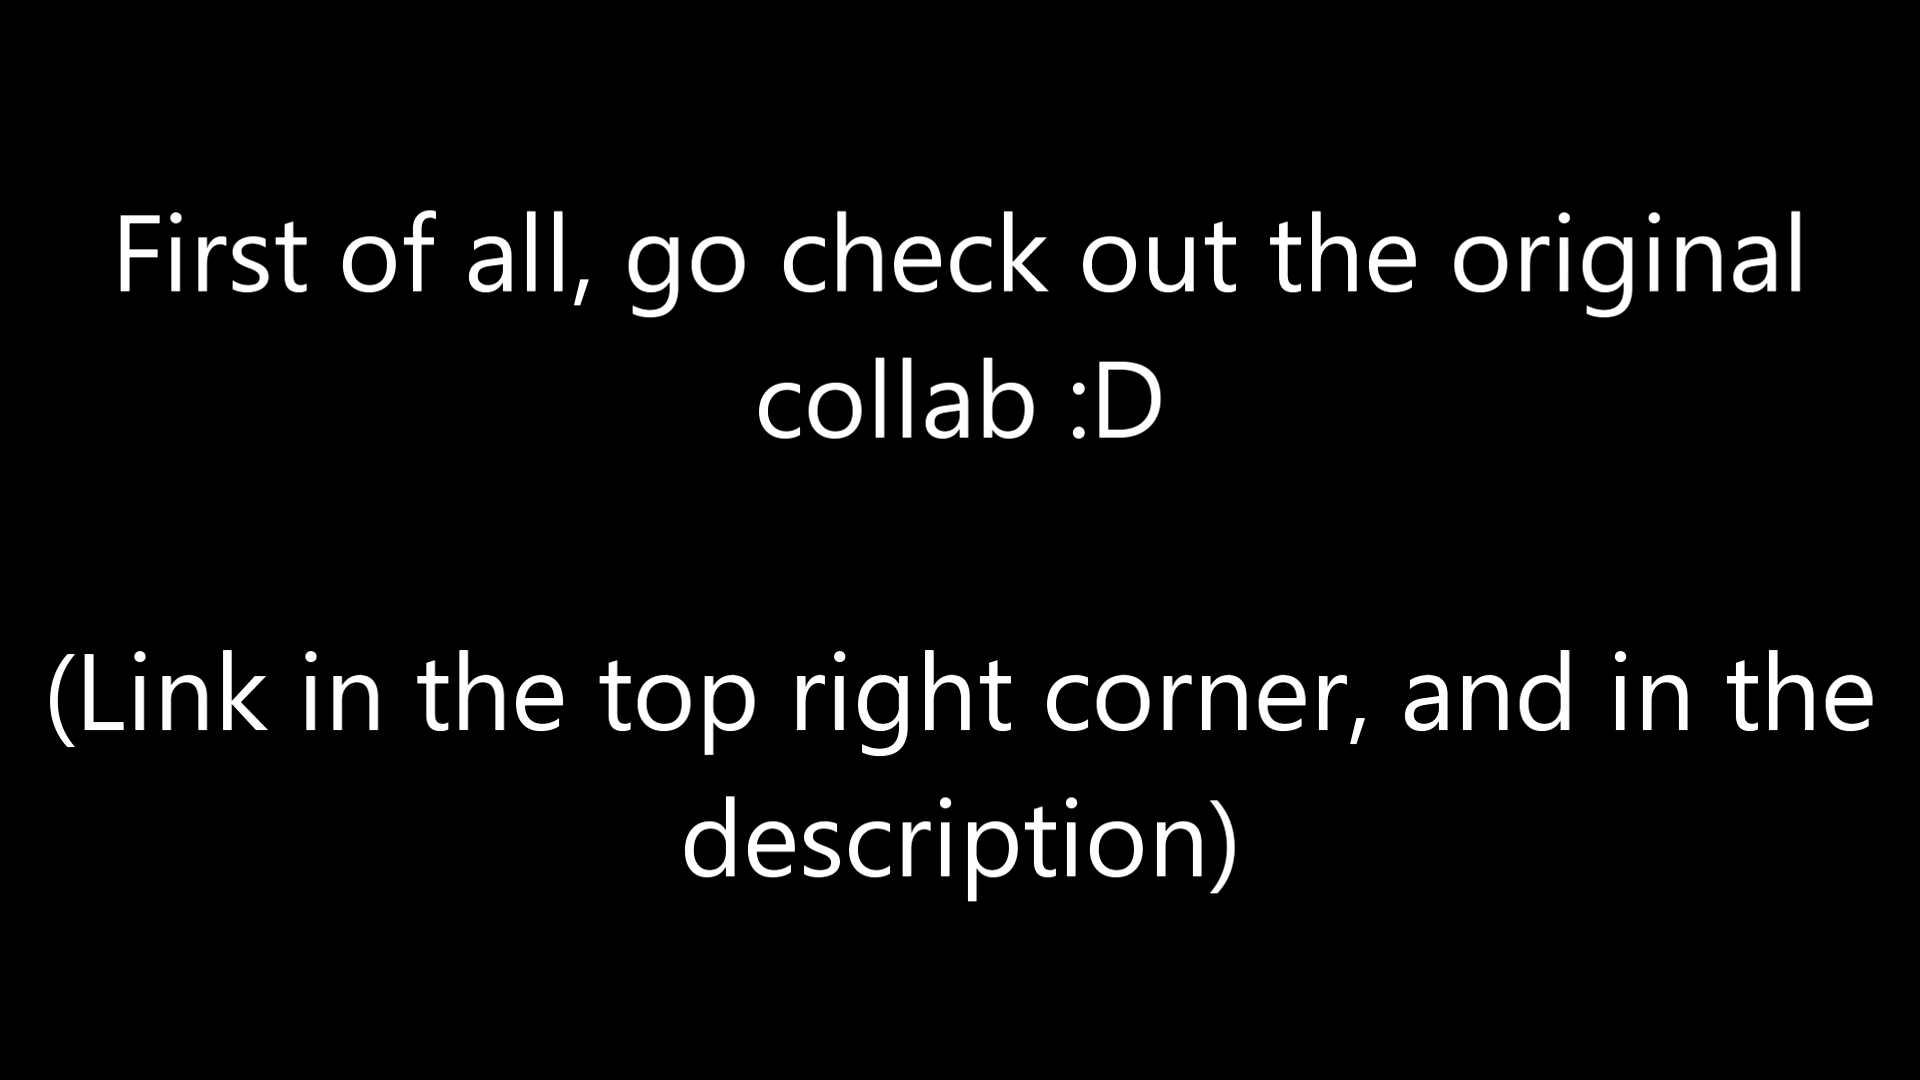 First of all, go check out the original
collab :D
(Link in the top right corner, and in the
description)